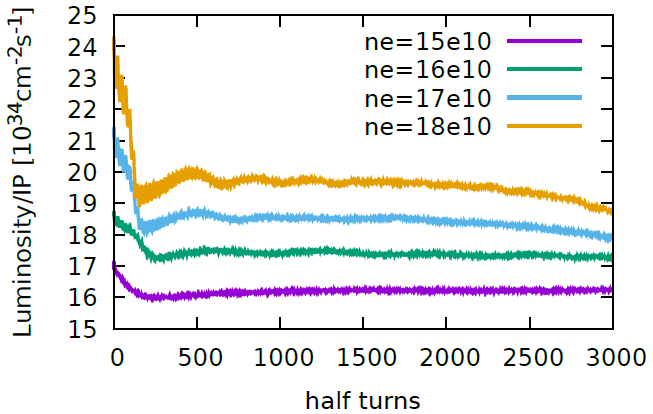 Luminosity/IP [10³⁴cm⁻²s⁻¹]
25
24
23
22
21
20
19
18
17
16
15
ne=15e10
ne=16e10
ne=17e10
ne=18e10
0 500 1000 1500 2000 2500 3000
half turns